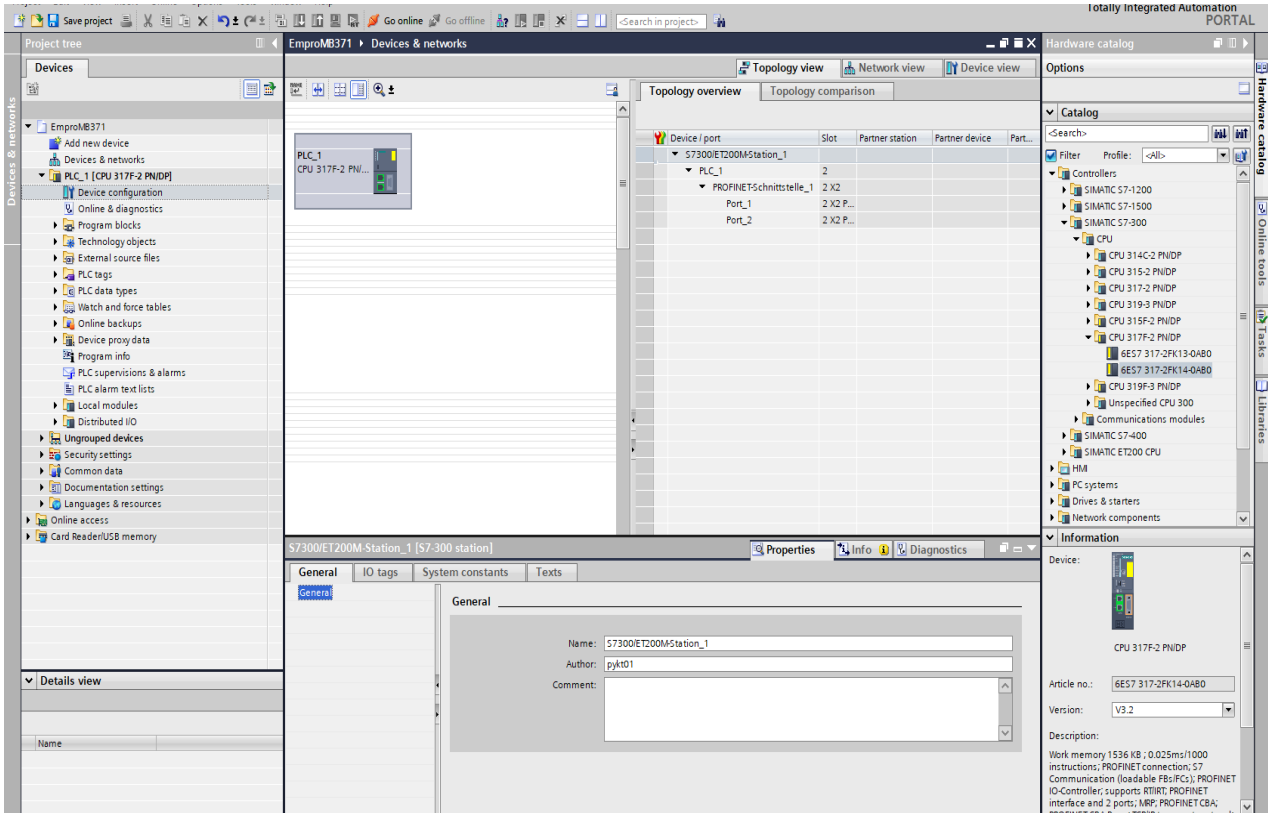 Totally Integrated Automation
PORTAL
Save project
Go online
Go offline
<Search in project>
Project tree
EmproMB371
Devices & networks
Hardware catalog
Devices
Topology view
Network view
Device view
Options
Topology overview
Topology comparison
Catalog
<Search>
Filter
Profile: <All>
EmproMB371
Add new device
Devices & networks
PLC_1 [CPU 317F-2 PN/DP]
Device configuration
Online & diagnostics
Program blocks
Technology objects
External source files
PLC tags
PLC data types
Watch and force tables
Online backups
Device proxy data
Program info
PLC supervisions & alarms
PLC alarm text lists
Local modules
Distributed I/O
Ungrouped devices
Security settings
Common data
Documentation settings
Languages & resources
Online access
Card Reader/USB memory
Details view
Name
Devices & networks
PLC_1
CPU 317F-2 PN/...
Device / port Slot Partner station Partner device Part...
S7300/ET200M-Station_1
PLC_1 2
PROFINET-Schnittstelle_1 2 X2
Port_1 2 X2 P...
Port_2 2 X2 P...
S7300/ET200M-Station_1 [S7-300 station]
Properties
Info
Diagnostics
General
IO tags
System constants
Texts
General
General
Name: S7300/ET200M-Station_1
Author: pykt01
Comment:
Controllers
SIMATIC S7-1200
SIMATIC S7-1500
SIMATIC S7-300
CPU
CPU 314C-2 PN/DP
CPU 315-2 PN/DP
CPU 317-2 PN/DP
CPU 319-3 PN/DP
CPU 315F-2 PN/DP
CPU 317F-2 PN/DP
6ES7 317-2FK13-0AB0
6ES7 317-2FK14-0AB0
CPU 319F-3 PN/DP
Unspecified CPU 300
Communications modules
SIMATIC S7-400
SIMATIC ET200 CPU
HMI
PC systems
Drives & starters
Network components
Information
Device:
CPU 317F-2 PN/DP
Article no.: 6ES7 317-2FK14-0AB0
Version: V3.2
Description:
Work memory 1536 KB ; 0.025ms/1000
instructions; PROFINET connection; S7
Communication (loadable FBs/FCs); PROFINET
IO-Controller; supports RT/IRT; PROFINET
interface and 2 ports; MRP; PROFINET CBA;
Hardware catalog
Online tools
Tasks
Libraries